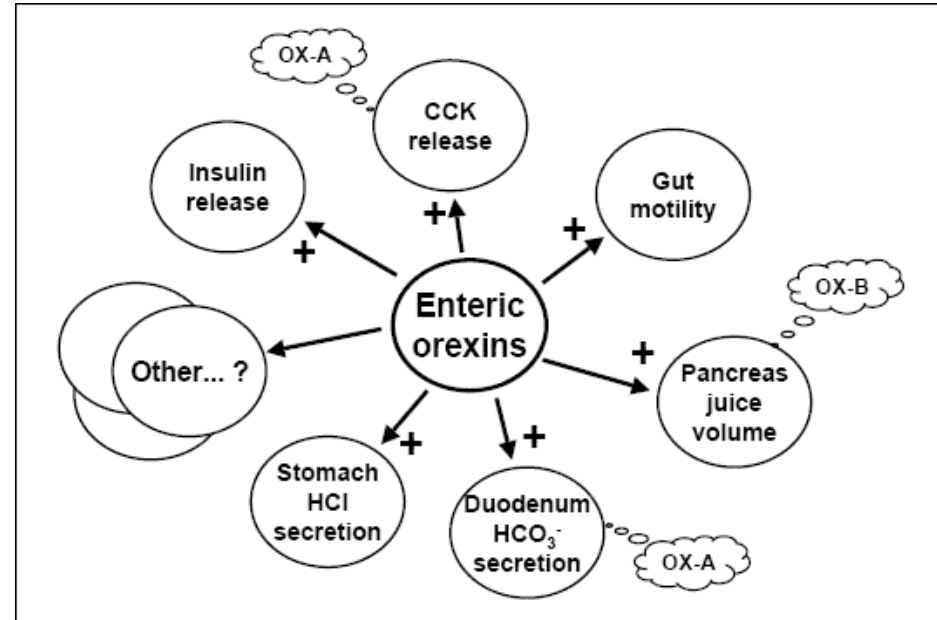 OX-A
CCK
release
Insulin
release
+
+
Gut
motility
+
Enteric
orexins
OX-B
+
Pancreas
juice
volume
Other... ?
+
Stomach
HCl
secretion
+
Duodenum
HCO₃⁻
secretion
OX-A